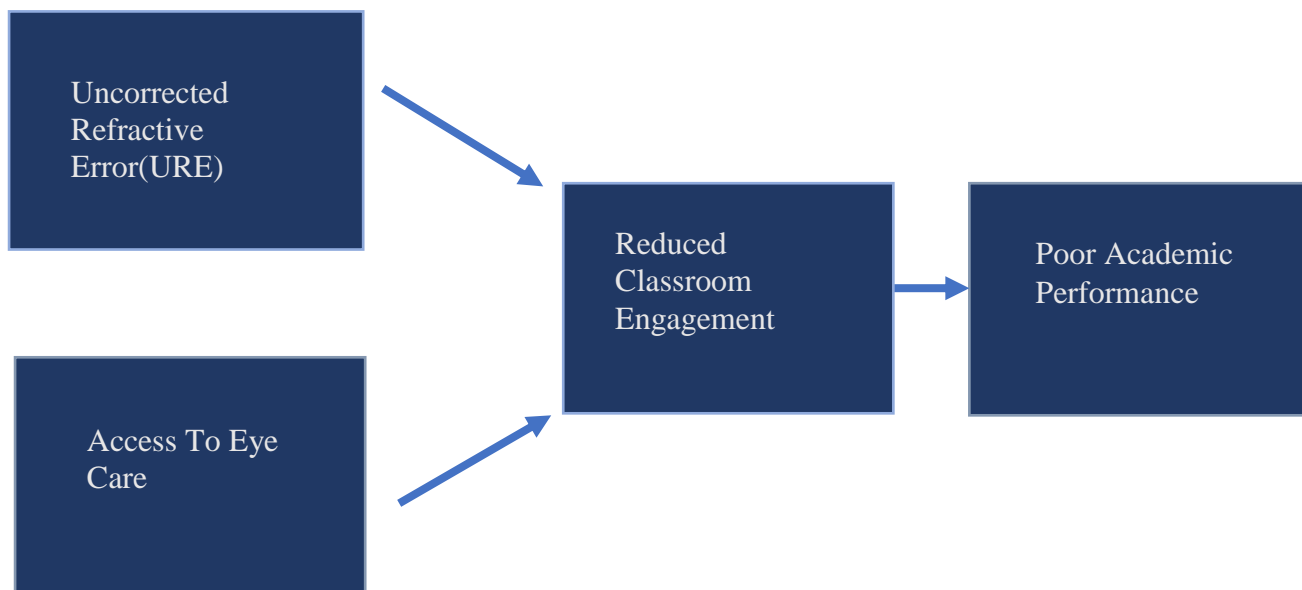 Uncorrected
Refractive
Error(URE)
Reduced
Classroom
Engagement
Poor Academic
Performance
Access To Eye
Care